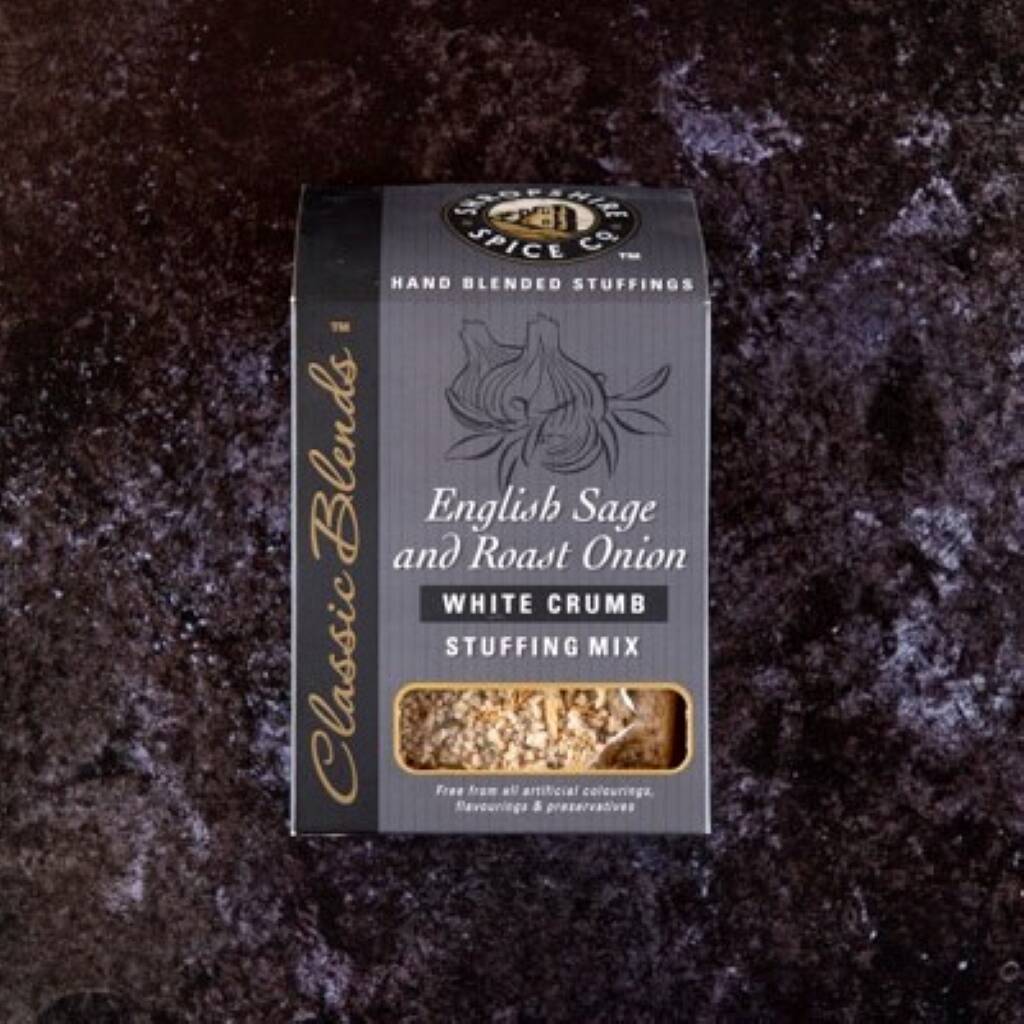 SHROPSHIRE
SPICE CO
™
HAND BLENDED STUFFINGS
Classic Blends ™
English Sage
and Roast Onion
WHITE CRUMB
STUFFING MIX
Free from all artificial colourings,
flavourings & preservatives